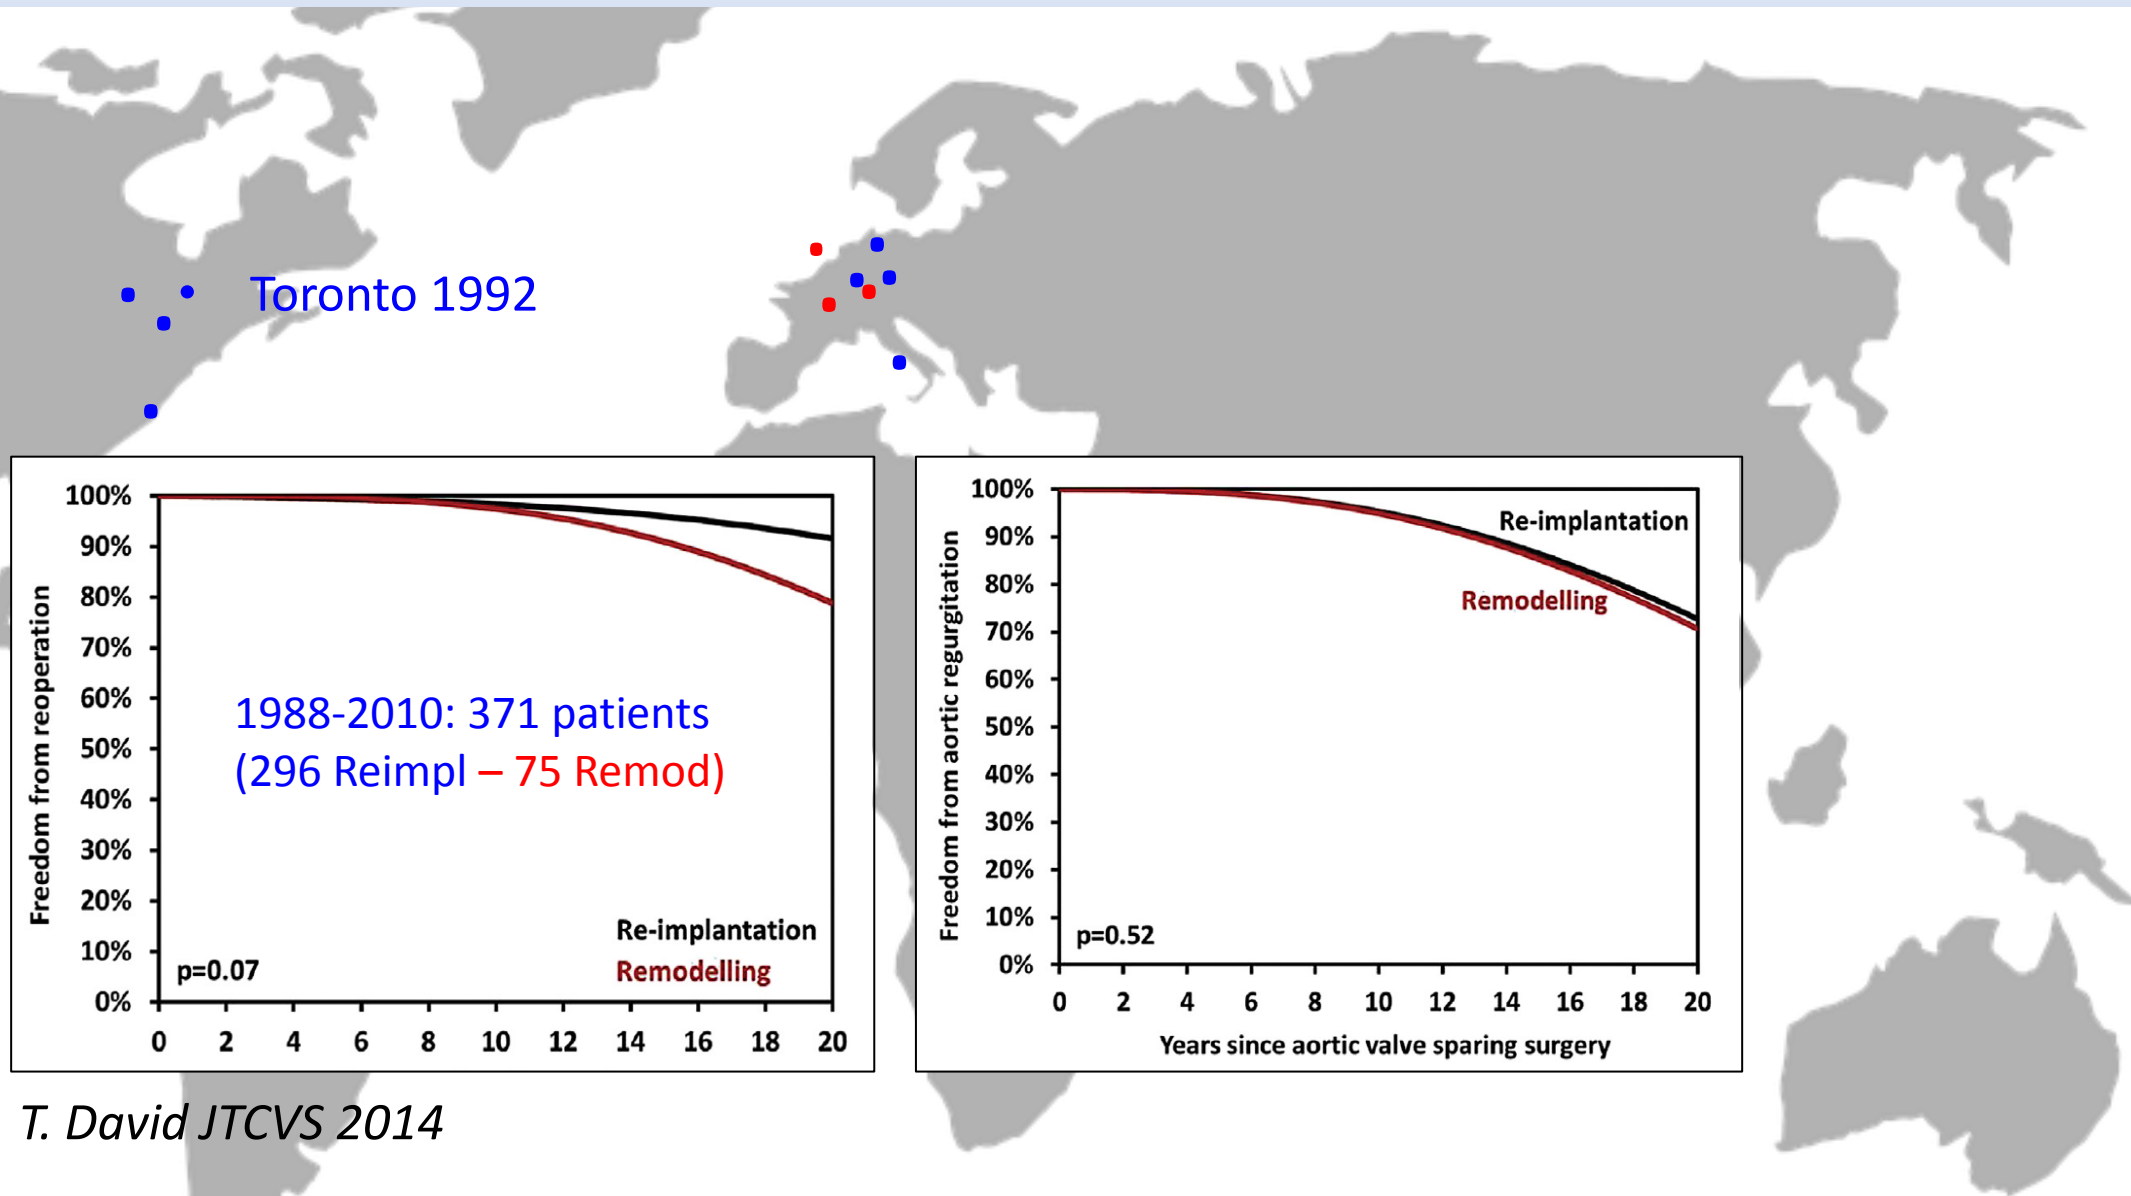 Toronto 1992
Freedom from reoperation
100%
90%
80%
70%
60%
50%
40%
30%
20%
10%
0%
1988-2010: 371 patients
(296 Reimpl – 75 Remod)
Re-implantation
Remodelling
p=0.07
0 2 4 6 8 10 12 14 16 18 20
Freedom from aortic regurgitation
100%
90%
80%
70%
60%
50%
40%
30%
20%
10%
0%
Re-implantation
Remodelling
p=0.52
0 2 4 6 8 10 12 14 16 18 20
Years since aortic valve sparing surgery
T. David JTCVS 2014